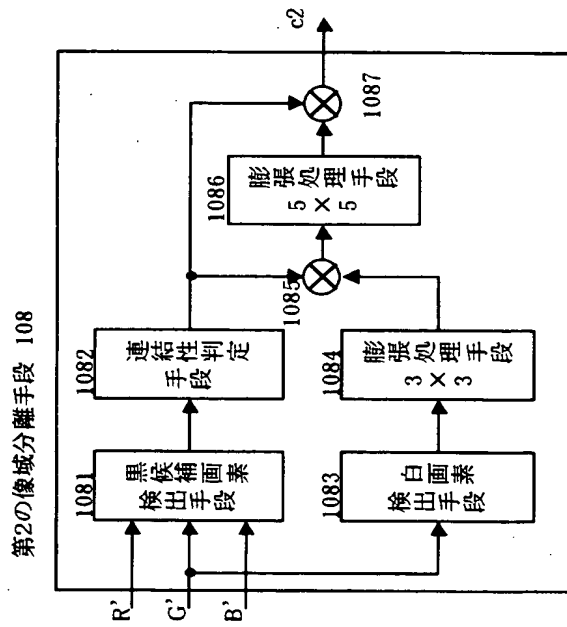 第2の像域分離手段 108
R'
G'
B'
1081
黒候補画素
検出手段
1082
連結性判定
手段
1083
白画素
検出手段
1084
膨張処理手段
3×3
1085
1086
膨張処理手段
5×5
1087
c2